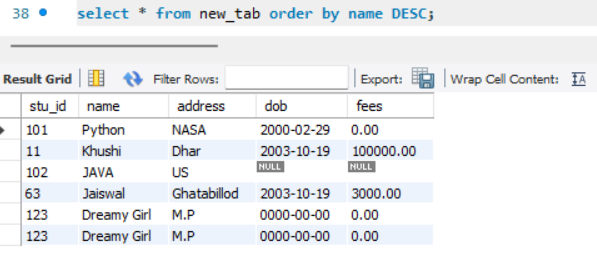 38 select * from new_tab order by name DESC;
Result Grid Filter Rows: Export: Wrap Cell Content: IA
stu_id name address dob fees
101 Python NASA 2000-02-29 0.00
11 Khushi Dhar 2003-10-19 100000.00
102 JAVA US NULL NULL
63 Jaiswal Ghatabillod 2003-10-19 3000.00
123 Dreamy Girl M.P 0000-00-00 0.00
123 Dreamy Girl M.P 0000-00-00 0.00